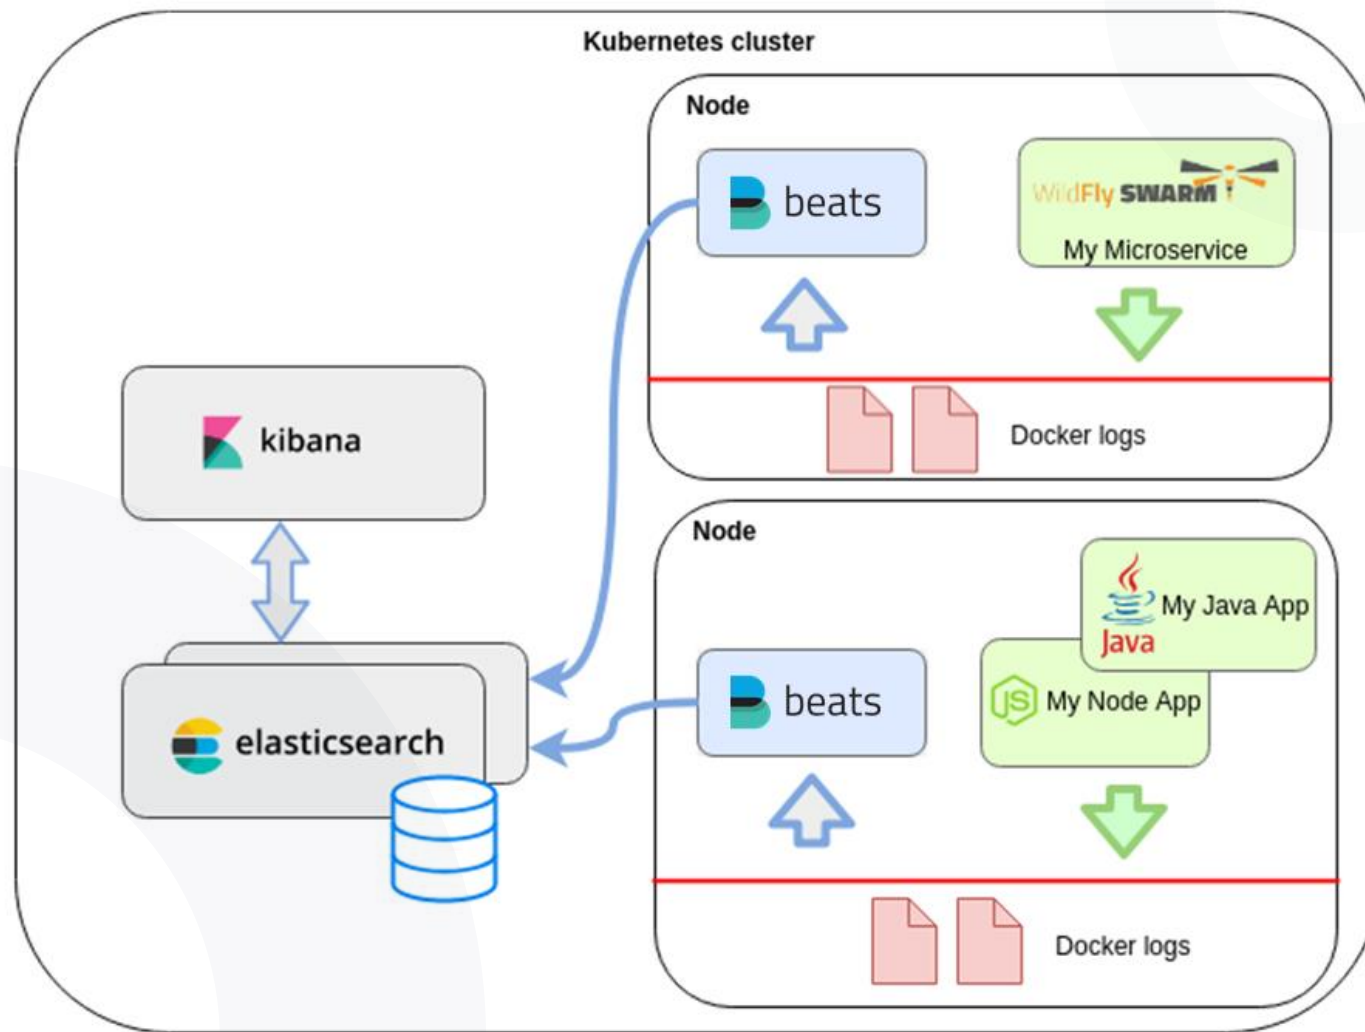 Kubernetes cluster
Node
beats
WildFly SWARM
My Microservice
Docker logs
kibana
elasticsearch
Node
beats
My Java App
Java
JS My Node App
Docker logs